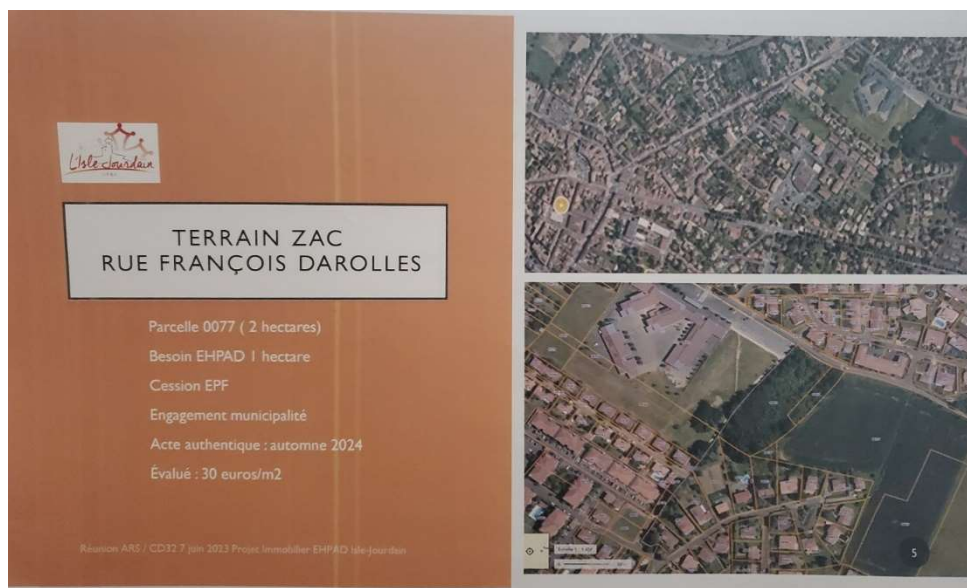 L'Isle Jourdain
TERRAIN ZAC
RUE FRANÇOIS DAROLLES
Parcelle 0077 ( 2 hectares)
Besoin EHPAD 1 hectare
Cession EPF
Engagement municipalité
Acte authentique : automne 2024
Évalué : 30 euros/m2
Réunion ARS / CD32 7 juin 2023 Projet Immobilier EHPAD Isle-Jourdain
5